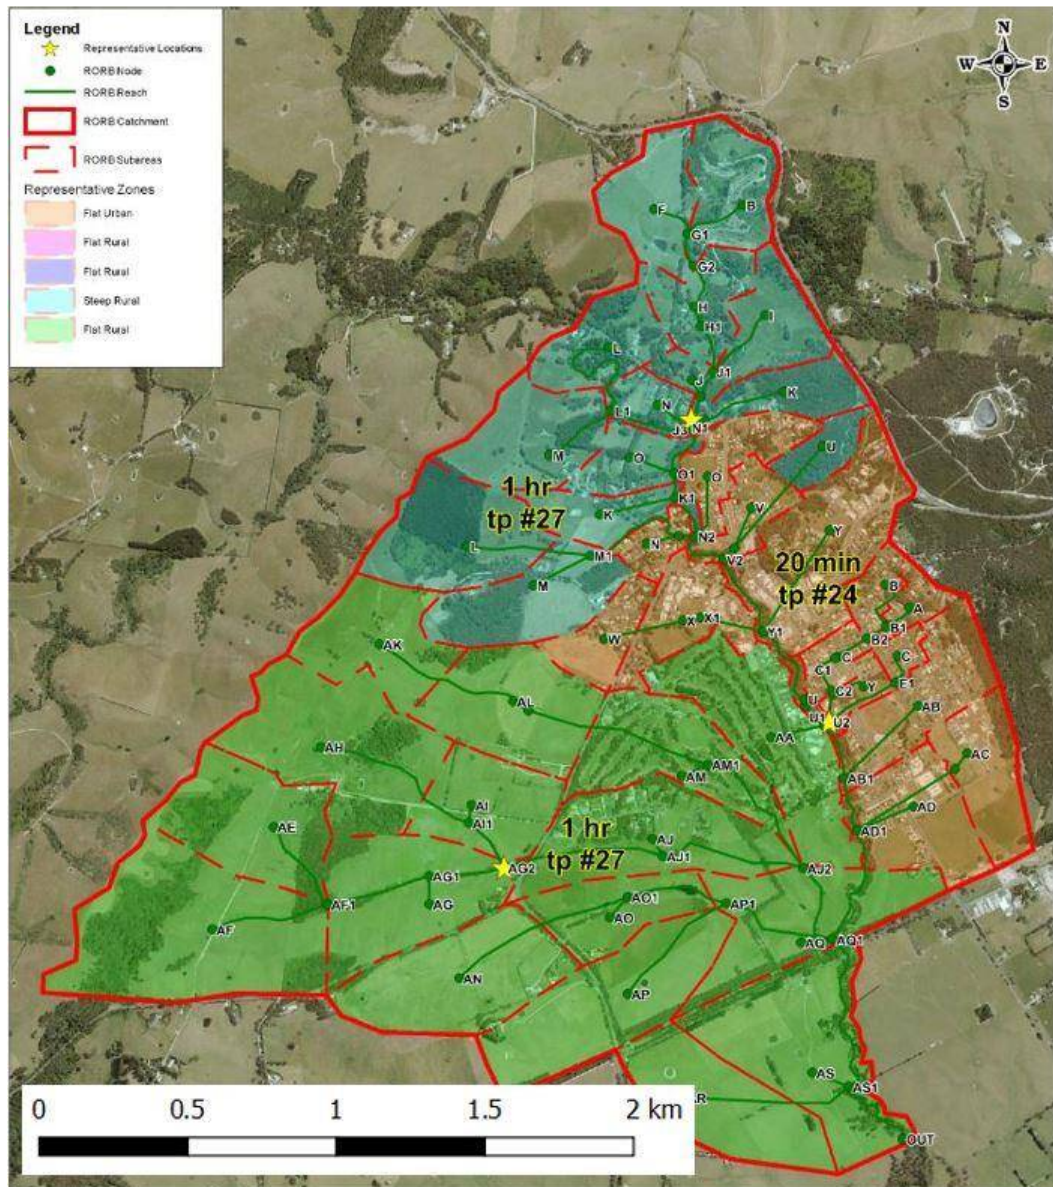 Legend
Representative Locations
RORB Node
RORB Reach
RORB Catchment
RORB Subareas
Representative Zones
Flat Urban
Flat Rural
Flat Rural
Steep Rural
Flat Rural
N
W E
S
F
B
G1
G2
H
H1
I
L
J1
J
K
N
L1
J3
N1
M
O
U
O1
O
K1
K
V
Y
1 hr
tp #27
N
N2
V2
L
M1
20 min
tp #24
M
B
A
X
X1
B1
Y1
B2
W
AK
C
C
C1
E1
Y
C2
AL
U
AB
U1
U2
AA
AH
AC
AM1
AM
AB1
AI
AD
AI1
AE
1 hr
tp #27
AD1
AJ
AJ1
AG2
AJ2
AG1
AO1
AF1
AG
AP1
AO
AF
AQ
AQ1
AN
AP
AS
AS1
0 0.5 1 1.5 2 km
R
OUT